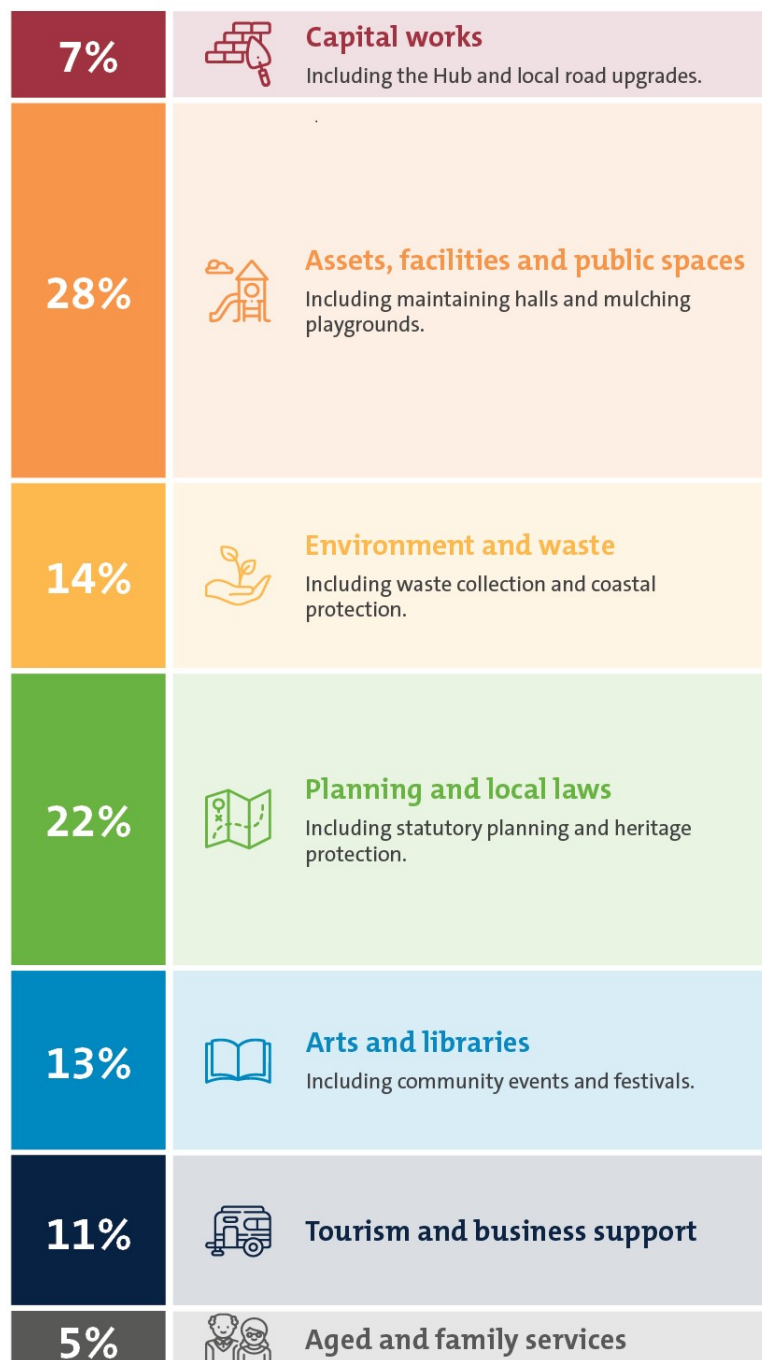 7%
Capital works
Including the Hub and local road upgrades.
28%
Assets, facilities and public spaces
Including maintaining halls and mulching
playgrounds.
14%
Environment and waste
Including waste collection and coastal
protection.
22%
Planning and local laws
Including statutory planning and heritage
protection.
13%
Arts and libraries
Including community events and festivals.
11%
Tourism and business support
5%
Aged and family services